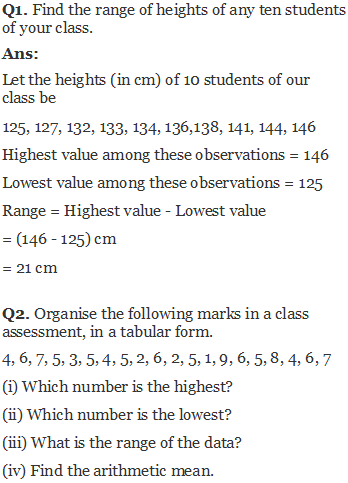 Q1. Find the range of heights of any ten students
of your class.
Ans:
Let the heights (in cm) of 10 students of our
class be
125, 127, 132, 133, 134, 136,138, 141, 144, 146
Highest value among these observations = 146
Lowest value among these observations = 125
Range = Highest value - Lowest value
= (146 - 125) cm
= 21 cm
Q2. Organise the following marks in a class
assessment, in a tabular form.
4, 6, 7, 5, 3, 5, 4, 5, 2, 6, 2, 5, 1, 9, 6, 5, 8, 4, 6, 7
(i) Which number is the highest?
(ii) Which number is the lowest?
(iii) What is the range of the data?
(iv) Find the arithmetic mean.